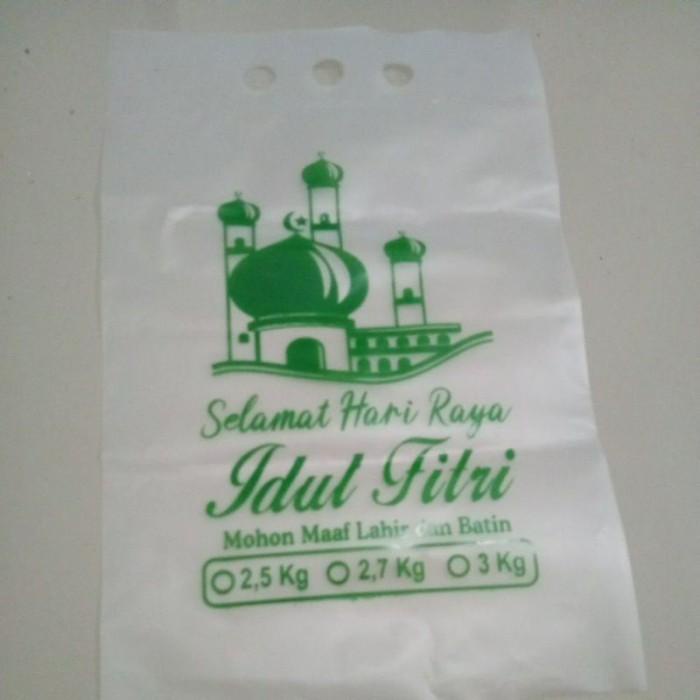 Selamat Hari Raya
Idul Fitri
Mohon Maaf Lahir dan Batin
2,5 Kg 2,7 Kg 3 Kg